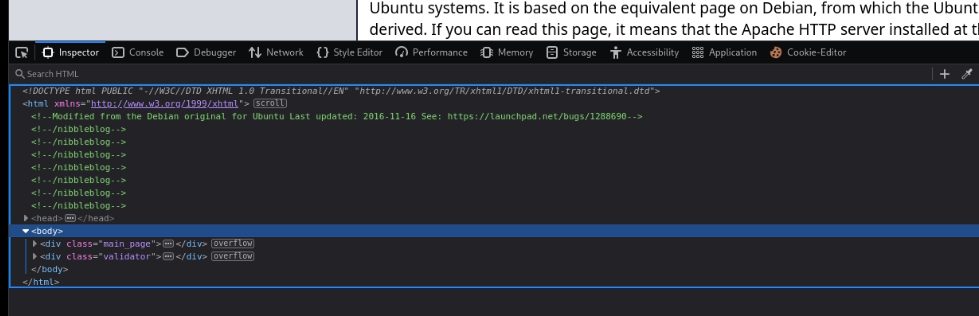 Ubuntu systems. It is based on the equivalent page on Debian, from which the Ubunt
derived. If you can read this page, it means that the Apache HTTP server installed at t
Inspector Console Debugger Network Style Editor Performance Memory Storage Accessibility Application Cookie-Editor
Search HTML
<!DOCTYPE html PUBLIC "-//W3C//DTD XHTML 1.0 Transitional//EN" "http://www.w3.org/TR/xhtml1/DTD/xhtml1-transitional.dtd">
<html xmlns="http://www.w3.org/1999/xhtml"> scroll
<!--Modified from the Debian original for Ubuntu Last updated: 2016-11-16 See: https://launchpad.net/bugs/1288690-->
<!--/nibbleblog-->
<!--/nibbleblog-->
<!--/nibbleblog-->
<!--/nibbleblog-->
<!--/nibbleblog-->
<!--/nibbleblog-->
<!--/nibbleblog-->
<head>···</head>
<body>
<div class="main_page">···</div> overflow
<div class="validator">···</div> overflow
</body>
</html>